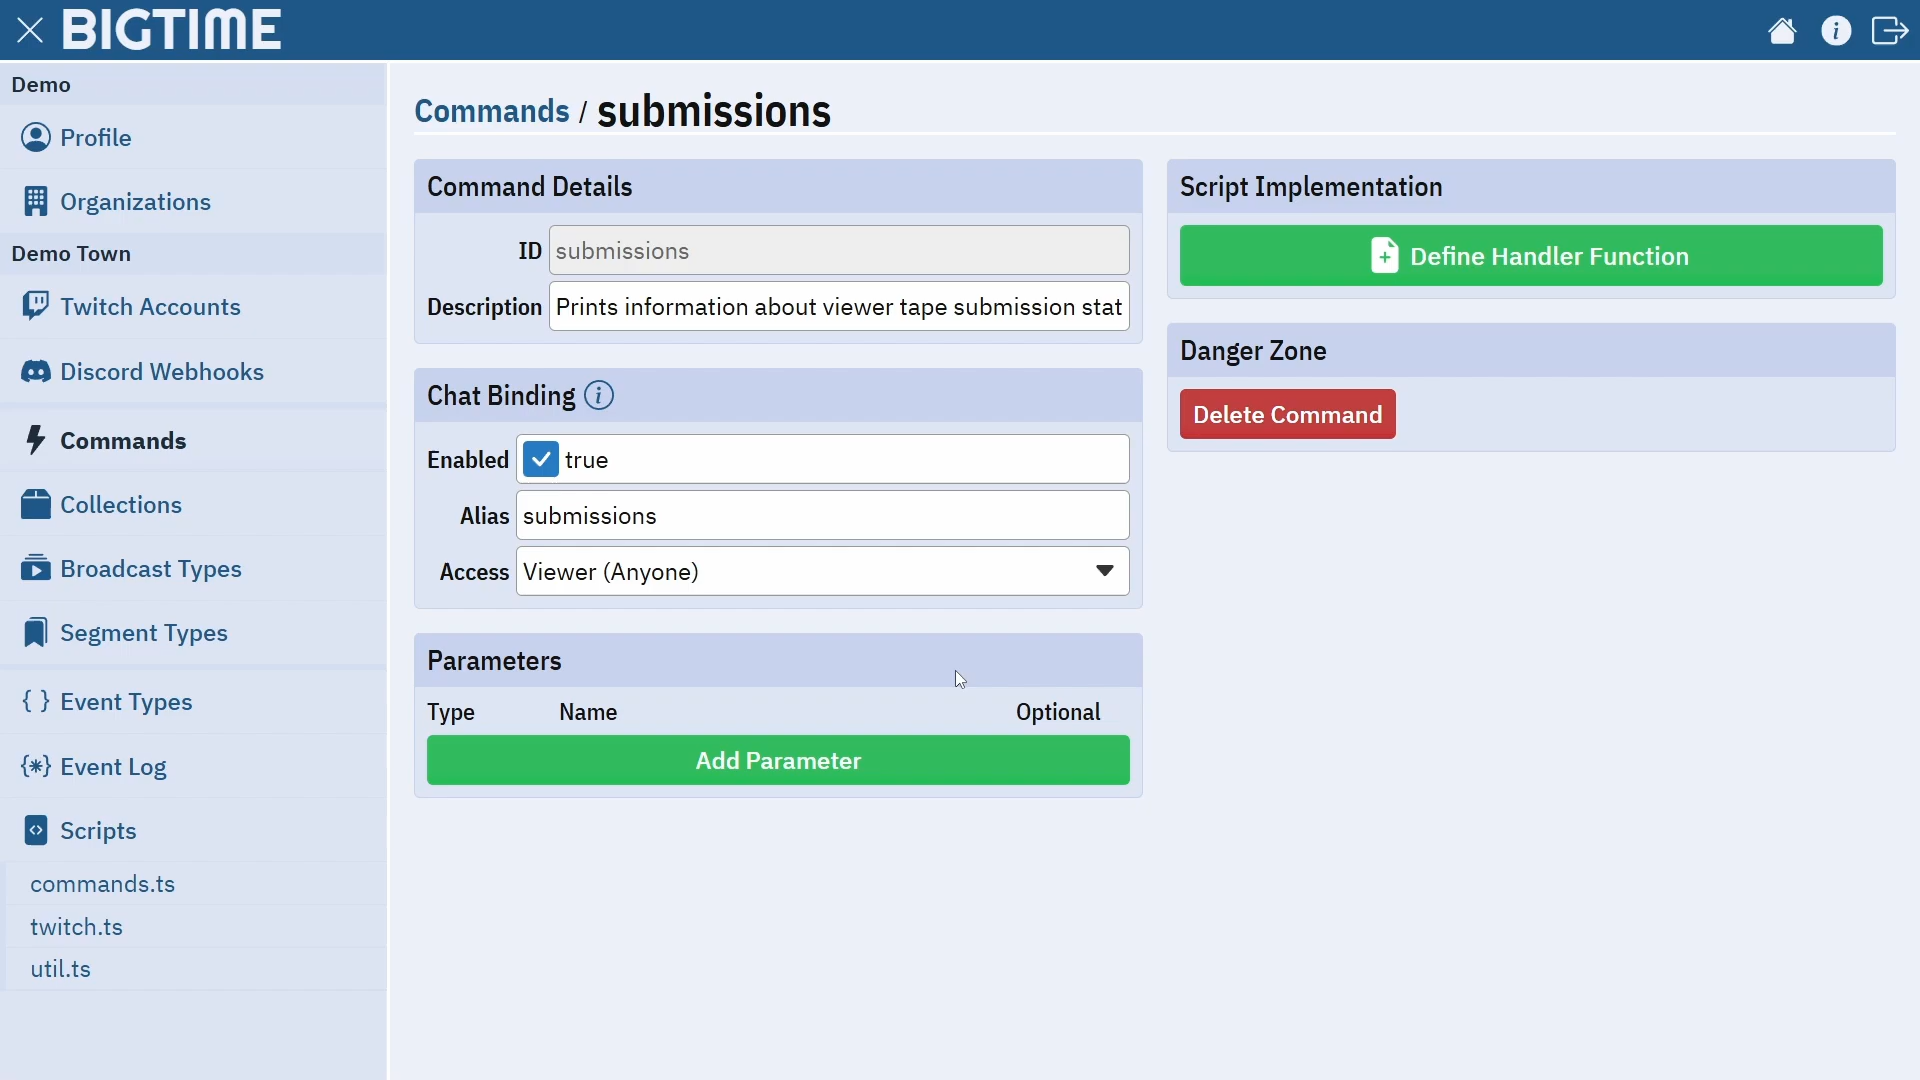 BIGTIME
Demo
Profile
Organizations
Demo Town
Twitch Accounts
Discord Webhooks
Commands
Collections
Broadcast Types
Segment Types
Event Types
Event Log
Scripts
commands.ts
twitch.ts
util.ts
Commands / submissions
Command Details
ID submissions
Description Prints information about viewer tape submission stat
Chat Binding
Enabled true
Alias submissions
Access Viewer (Anyone)
Parameters
Type Name Optional
Add Parameter
Script Implementation
Define Handler Function
Danger Zone
Delete Command